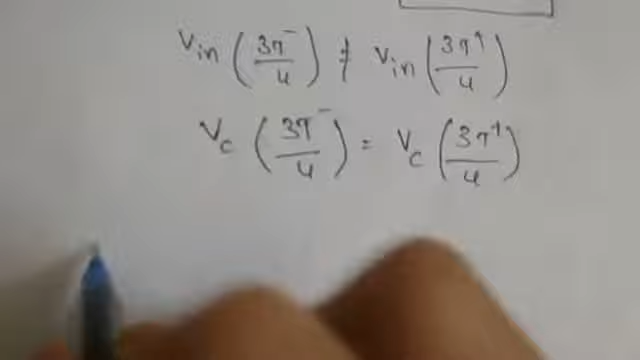 Vin (3π⁻/4) ≠ Vin (3π⁺/4)
Vc (3π⁻/4) = Vc (3π⁺/4)